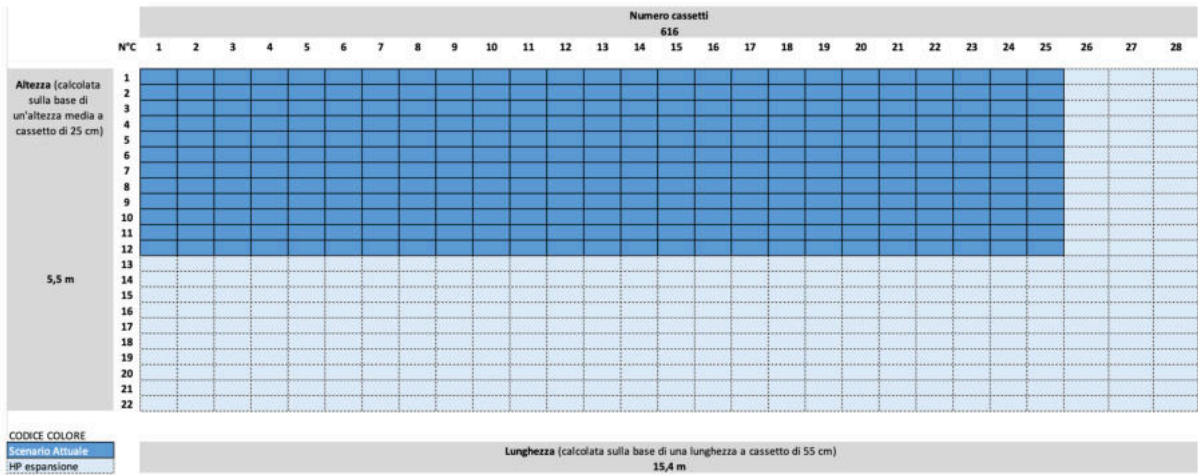 Numero cassetti
616
N°C 1 2 3 4 5 6 7 8 9 10 11 12 13 14 15 16 17 18 19 20 21 22 23 24 25 26 27 28
Altezza (calcolata
sulla base di
un'altezza media a
cassetto di 25 cm)
5,5 m
1
2
3
4
5
6
7
8
9
10
11
12
13
14
15
16
17
18
19
20
21
22
CODICE COLORE
Scenario Attuale
HP espansione
Lunghezza (calcolata sulla base di una lunghezza a cassetto di 55 cm)
15,4 m